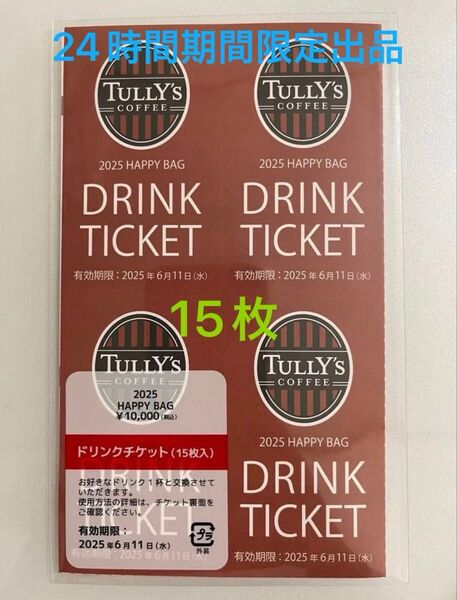 24時間期間限定出品
TULLY'S
COFFEE
2025 HAPPY BAG
DRINK
TICKET
有効期限：2025年6月11日(水)
TULLY'S
COFFEE
2025 HAPPY BAG
DRINK
TICKET
有効期限：2025年6月11日(水)
15枚
TULLY'S
COFFEE
2025
HAPPY BAG
¥10,000(税込)
ドリンクチケット(15枚入)
お好きなドリンク1杯と交換させて
いただきます。
使用方法の詳細は、チケット裏面を
ご確認ください。
有効期限：
2025年6月11日(水)
プラ
外装
DRINK
TICKET
TULLY'S
COFFEE
2025 HAPPY BAG
DRINK
TICKET
有効期限：2025年6月11日(水)